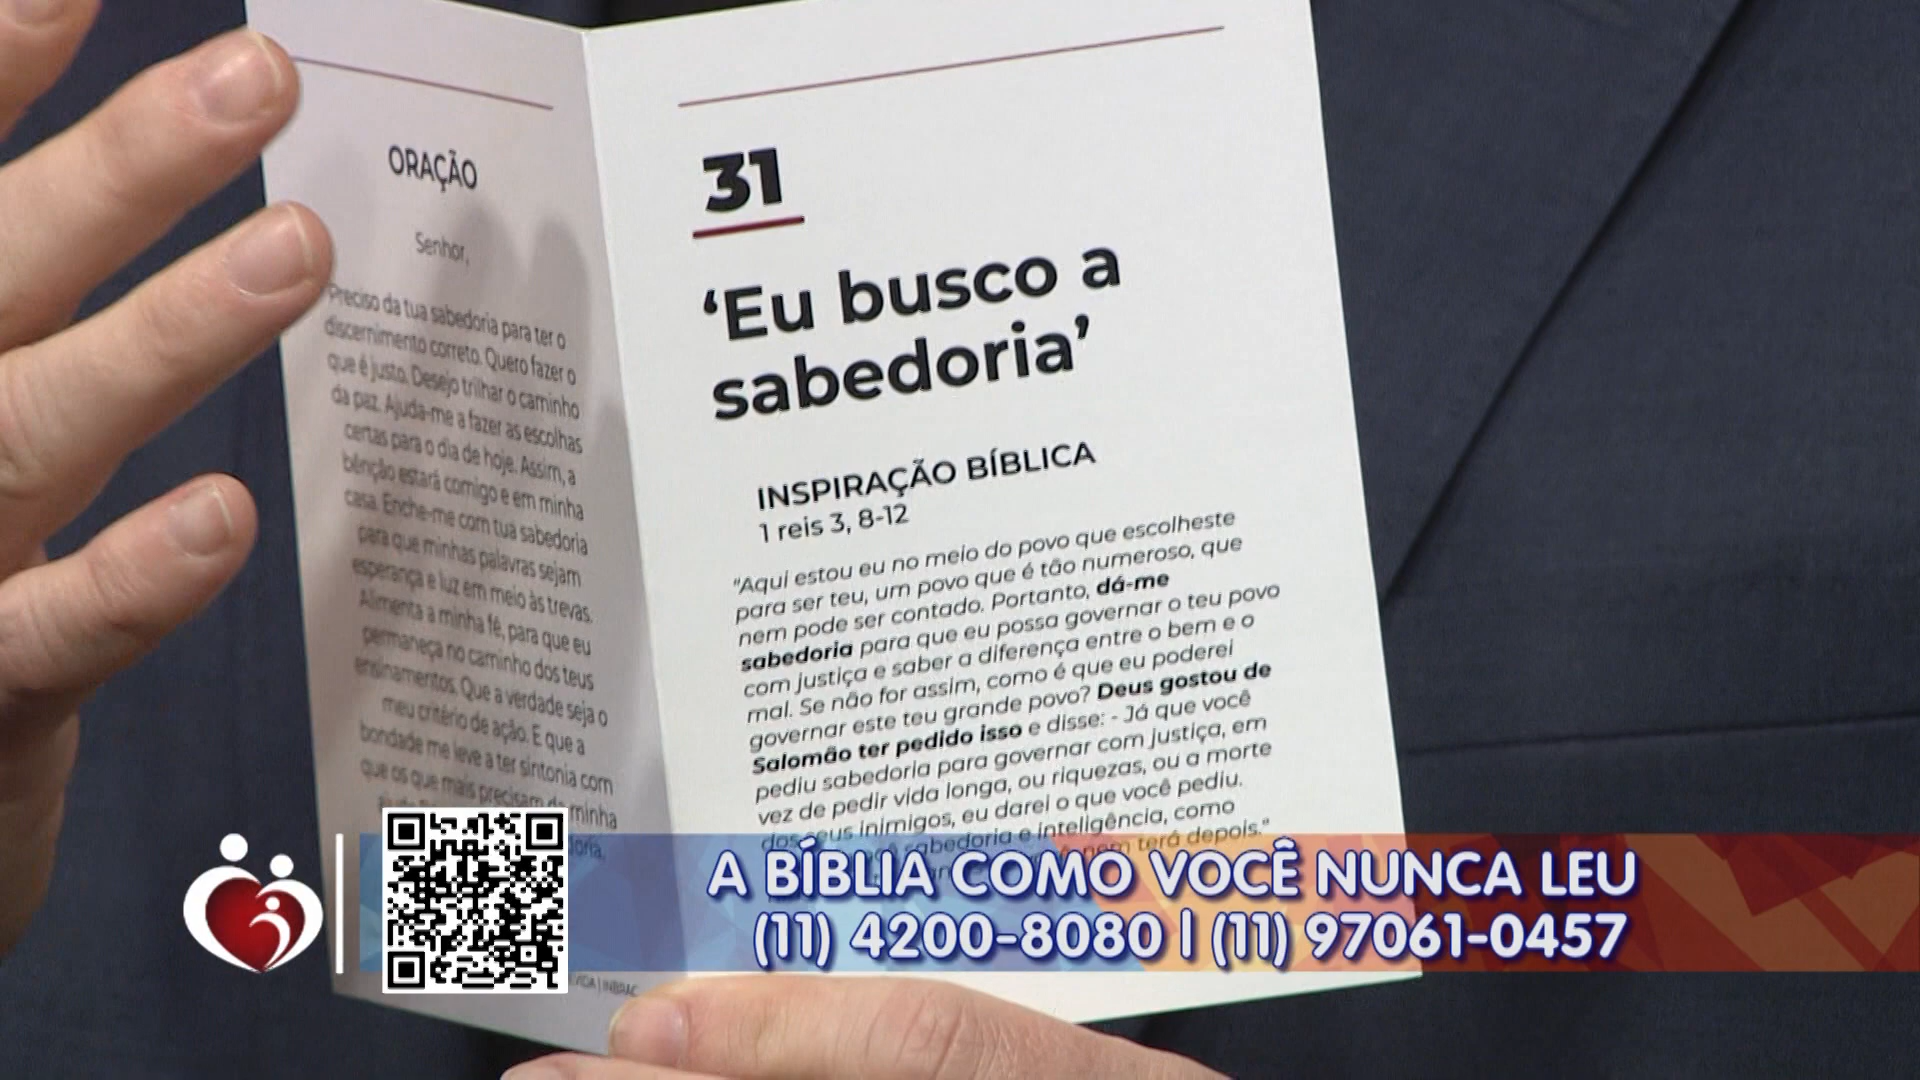 ORAÇÃO
Senhor,
Preciso da tua sabedoria para ter o
discernimento correto. Quero fazer o
que é justo. Desejo trilhar o caminho
da paz. Ajuda-me a fazer as escolhas
certas para o dia de hoje. Assim, a
bênção estará comigo e em minha
casa. Enche-me com tua sabedoria
para que minhas palavras sejam
esperança e luz em meio às trevas.
Alimenta a minha fé, para que eu
permaneça no caminho dos teus
ensinamentos. Que a verdade seja o
meu critério de ação. E que a
bondade me leve a ter sintonia com
que os que mais precisam de minha
VIDA | INBRAC
31
‘Eu busco a
sabedoria’
INSPIRAÇÃO BÍBLICA
1 reis 3, 8-12
“Aqui estou eu no meio do povo que escolheste
para ser teu, um povo que é tão numeroso, que
nem pode ser contado. Portanto, dá-me
sabedoria para que eu possa governar o teu povo
com justiça e saber a diferença entre o bem e o
mal. Se não for assim, como é que eu poderei
governar este teu grande povo? Deus gostou de
Salomão ter pedido isso e disse: - Já que você
pediu sabedoria para governar com justiça, em
vez de pedir vida longa, ou riquezas, ou a morte
dos seus inimigos, eu darei o que você pediu.
sabedoria e inteligência, como
nem terá depois.”
A BÍBLIA COMO VOCÊ NUNCA LEU
(11) 4200-8080 | (11) 97061-0457